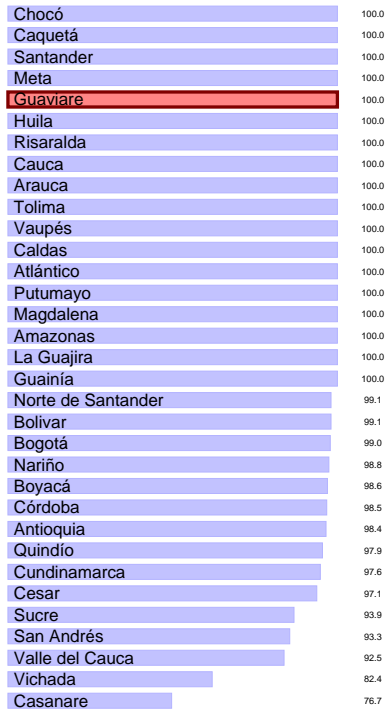 Chocó 100.0
Caquetá 100.0
Santander 100.0
Meta 100.0
Guaviare 100.0
Huila 100.0
Risaralda 100.0
Cauca 100.0
Arauca 100.0
Tolima 100.0
Vaupés 100.0
Caldas 100.0
Atlántico 100.0
Putumayo 100.0
Magdalena 100.0
Amazonas 100.0
La Guajira 100.0
Guainía 100.0
Norte de Santander 99.1
Bolivar 99.1
Bogotá 99.0
Nariño 98.8
Boyacá 98.6
Córdoba 98.5
Antioquia 98.4
Quindío 97.9
Cundinamarca 97.6
Cesar 97.1
Sucre 93.9
San Andrés 93.3
Valle del Cauca 92.5
Vichada 82.4
Casanare 76.7